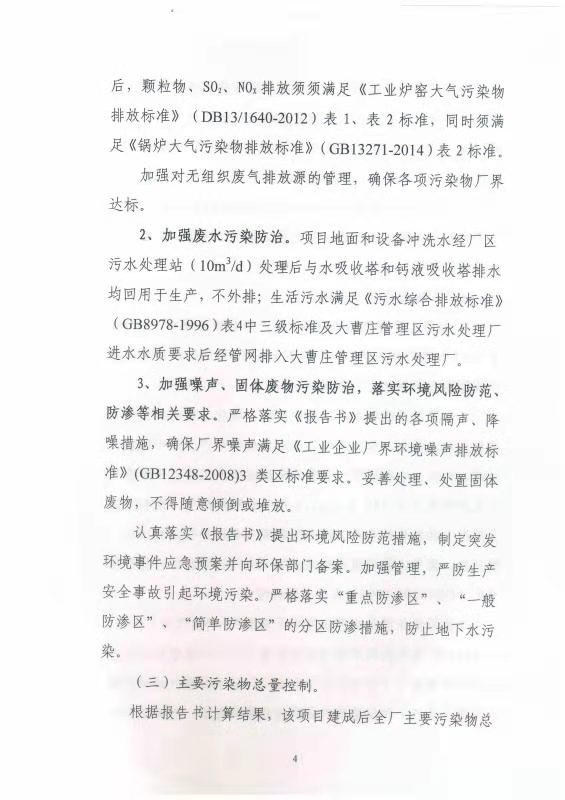 后，颗粒物、SO₂、NOₓ排放须须满足《工业炉窑大气污染物
排放标准》（DB13/1640-2012）表 1、表 2 标准，同时须满
足《锅炉大气污染物排放标准》（GB13271-2014）表 2 标准。
加强对无组织废气排放源的管理，确保各项污染物厂界
达标。
2、加强废水污染防治。项目地面和设备冲洗水经厂区
污水处理站（10m³/d）处理后与水吸收塔和钙液吸收塔排水
均回用于生产，不外排；生活污水满足《污水综合排放标准》
（GB8978-1996）表4中三级标准及大曹庄管理区污水处理厂
进水水质要求后经管网排入大曹庄管理区污水处理厂。
3、加强噪声、固体废物污染防治，落实环境风险防范、
防渗等相关要求。严格落实《报告书》提出的各项隔声、降
噪措施，确保厂界噪声满足《工业企业厂界环境噪声排放标
准》(GB12348-2008)3 类区标准要求。妥善处理、处置固体
废物，不得随意倾倒或堆放。
认真落实《报告书》提出环境风险防范措施，制定突发
环境事件应急预案并向环保部门备案。加强管理，严防生产
安全事故引起环境污染。严格落实“重点防渗区”、“一般
防渗区”、“简单防渗区”的分区防渗措施，防止地下水污
染。
（三）主要污染物总量控制。
根据报告书计算结果，该项目建成后全厂主要污染物总
4